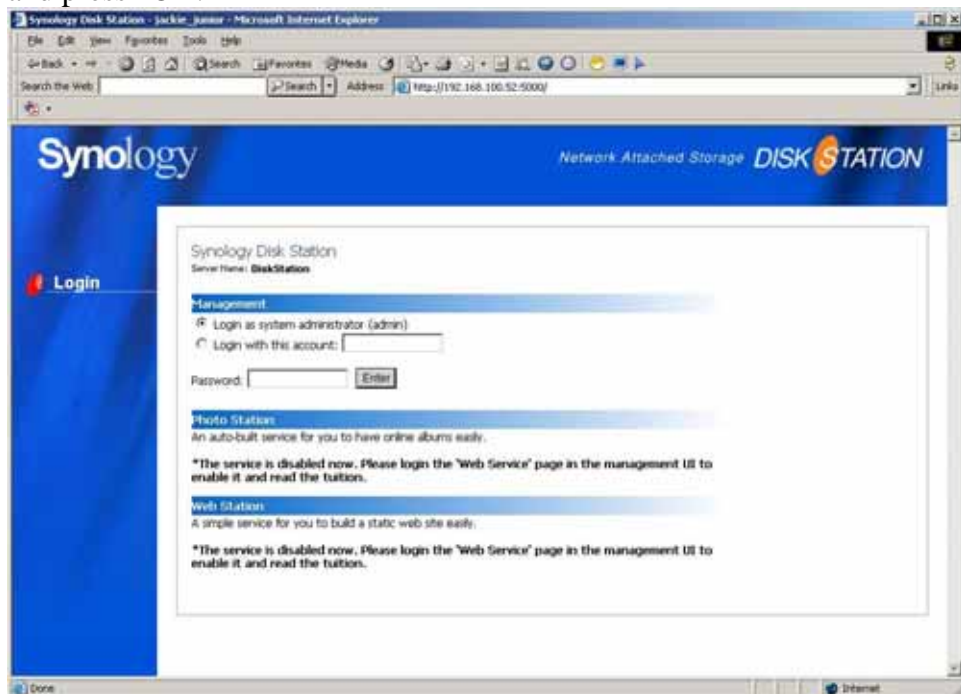 Synology Disk Station - jackie_junior - Microsoft Internet Explorer
File Edit View Favorites Tools Help
Back Search Favorites Media
Search the Web Search Address http://192.168.100.52:5000/ Links
Synology
Network Attached Storage DISK STATION
Login
Synology Disk Station
Server Name: DiskStation
Management
Login as system administrator (admin)
Login with this account:
Password: Enter
Photo Station
An auto-built service for you to have online albums easily.
*The service is disabled now. Please login the "Web Service" page in the management UI to
enable it and read the tuition.
Web Station
A simple service for you to build a static web site easily.
*The service is disabled now. Please login the "Web Service" page in the management UI to
enable it and read the tuition.
Done Internet